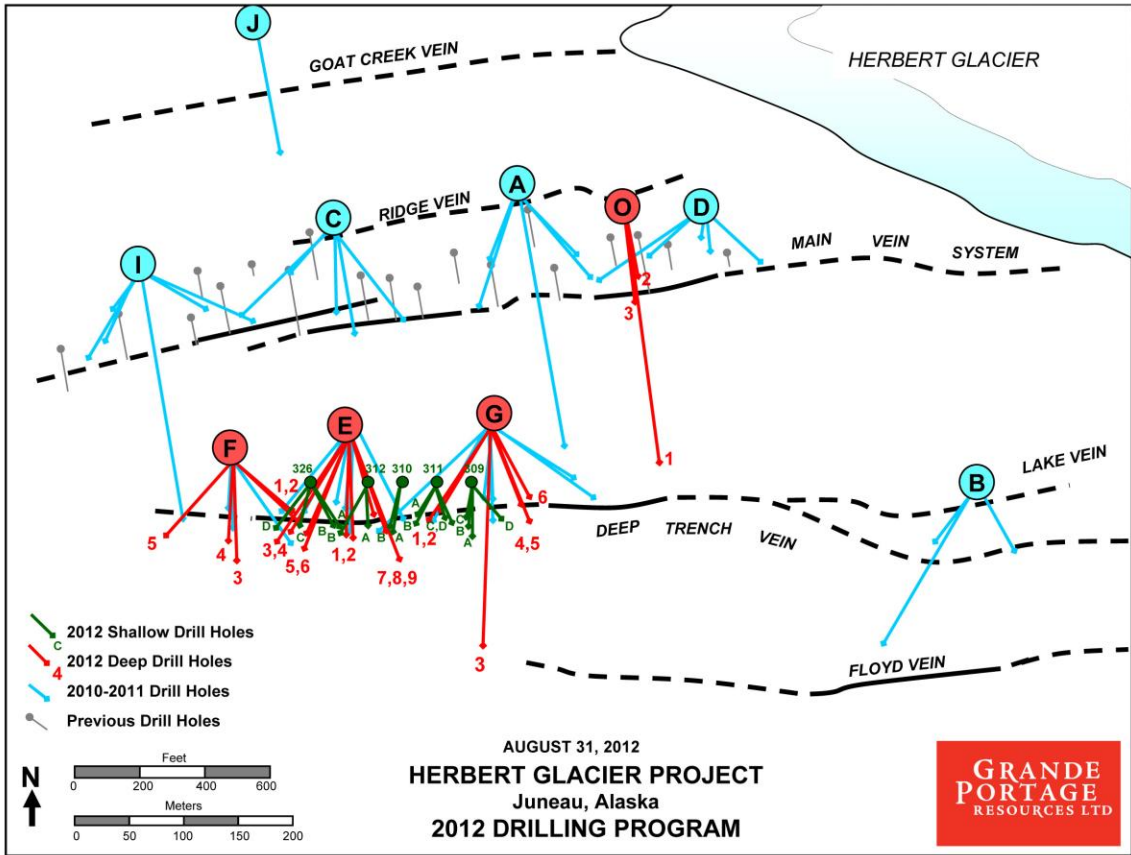 J
GOAT CREEK VEIN
HERBERT GLACIER
A
RIDGE VEIN
C
O
D
MAIN VEIN SYSTEM
I
2
3
G
E
F
1
326
312
310
311
309
B
LAKE VEIN
1,2
6
A
A
C
D
D
C
B
B
A
B
B
B
C,D
A
A
DEEP TRENCH VEIN
5
4
3,4
1,2
1,2
4,5
3
5,6
7,8,9
3
FLOYD VEIN
2012 Shallow Drill Holes
C
2012 Deep Drill Holes
4
2010-2011 Drill Holes
Previous Drill Holes
N
Feet
0 200 400 600
Meters
0 50 100 150 200
AUGUST 31, 2012
HERBERT GLACIER PROJECT
Juneau, Alaska
2012 DRILLING PROGRAM
GRANDE
PORTAGE
RESOURCES LTD